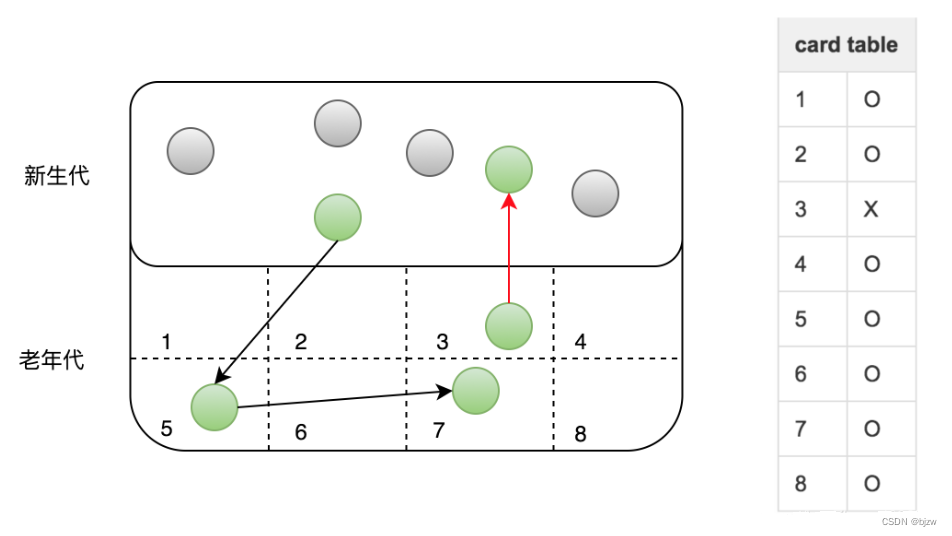 新生代
老年代
1
2
3
4
5
6
7
8
card table
1 O
2 O
3 X
4 O
5 O
6 O
7 O
8 O
CSDN @bjzw